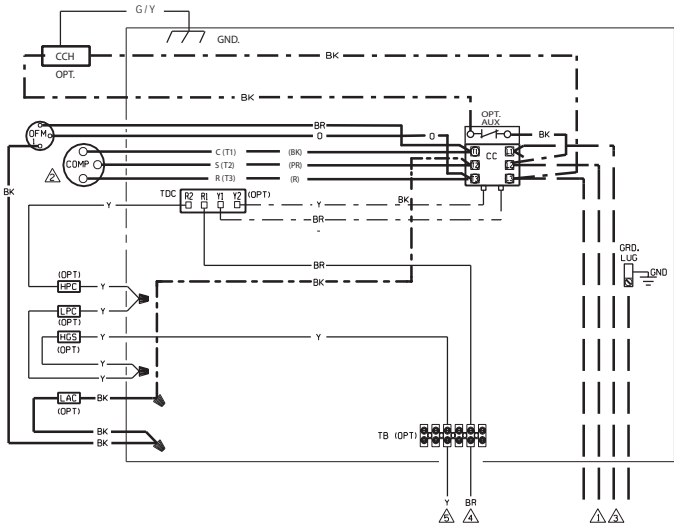 G / Y
GND.
CCH
OPT.
BK
BK
OPT.
AUX
BK
CC
T1
L1
T2
L2
T3
L3
OFM
BR
O
O
COMP
C (T1)
(BK)
S (T2)
(PR)
R (T3)
(R)
2
BK
TDC
R2
R1
Y1
Y2
(OPT)
Y
Y
BK
BR
BR
BK
GRD.
LUG
GND
(OPT)
HPC
Y
LPC
Y
(OPT)
HGS
Y
Y
(OPT)
Y
LAC
BK
(OPT)
BK
BK
TB (OPT)
Y
BR
5
4
1
3